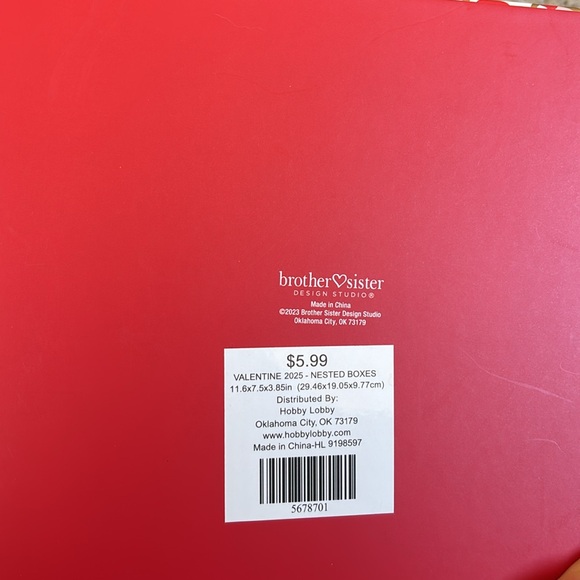 brother♡sister
DESIGN STUDIO®
Made in China
©2023 Brother Sister Design Studio
Oklahoma City, OK 73179
$5.99
VALENTINE 2025 - NESTED BOXES
11.6x7.5x3.85in (29.46x19.05x9.77cm)
Distributed By:
Hobby Lobby
Oklahoma City, OK 73179
www.hobbylobby.com
Made in China-HL 9198597
5678701